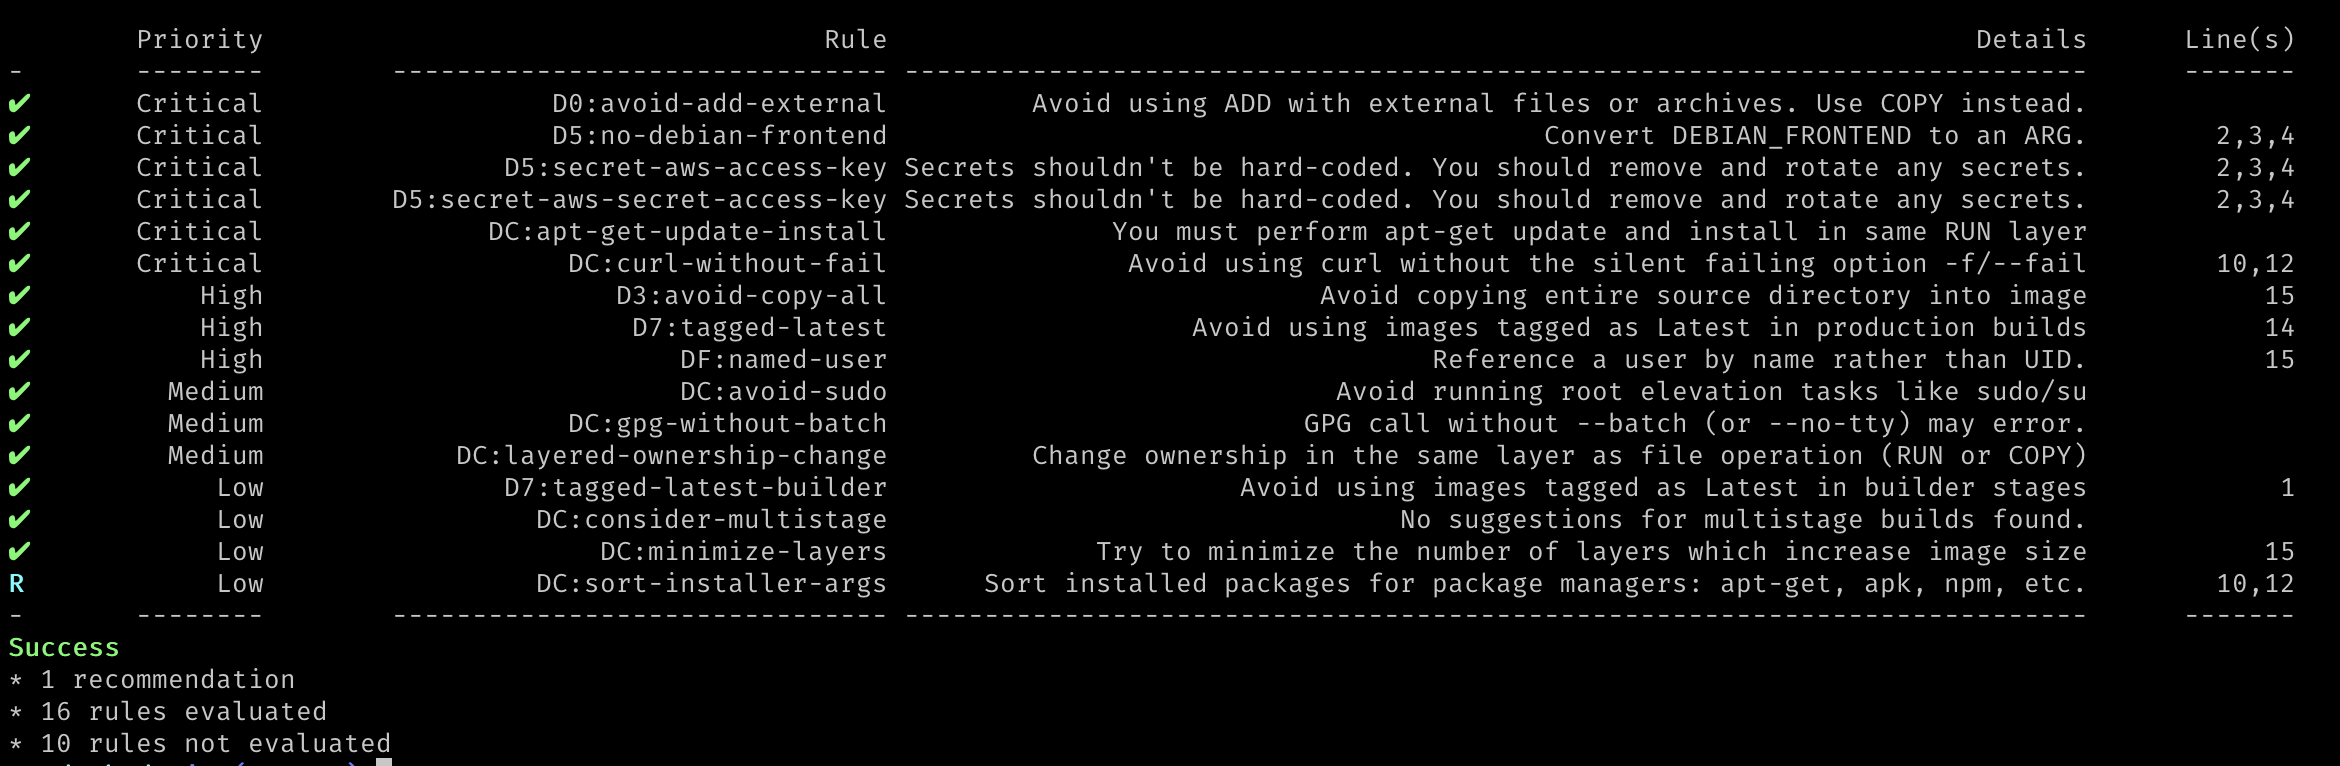 Priority Rule Details Line(s)
- -------- ------------------------------- -------------------------------------------------------------------------- -------
✔ Critical D0:avoid-add-external Avoid using ADD with external files or archives. Use COPY instead.
✔ Critical D5:no-debian-frontend Convert DEBIAN_FRONTEND to an ARG. 2,3,4
✔ Critical D5:secret-aws-access-key Secrets shouldn't be hard-coded. You should remove and rotate any secrets. 2,3,4
✔ Critical D5:secret-aws-secret-access-key Secrets shouldn't be hard-coded. You should remove and rotate any secrets. 2,3,4
✔ Critical DC:apt-get-update-install You must perform apt-get update and install in same RUN layer
✔ Critical DC:curl-without-fail Avoid using curl without the silent failing option -f/--fail 10,12
✔ High D3:avoid-copy-all Avoid copying entire source directory into image 15
✔ High D7:tagged-latest Avoid using images tagged as Latest in production builds 14
✔ High DF:named-user Reference a user by name rather than UID. 15
✔ Medium DC:avoid-sudo Avoid running root elevation tasks like sudo/su
✔ Medium DC:gpg-without-batch GPG call without --batch (or --no-tty) may error.
✔ Medium DC:layered-ownership-change Change ownership in the same layer as file operation (RUN or COPY)
✔ Low D7:tagged-latest-builder Avoid using images tagged as Latest in builder stages 1
✔ Low DC:consider-multistage No suggestions for multistage builds found.
✔ Low DC:minimize-layers Try to minimize the number of layers which increase image size 15
R Low DC:sort-installer-args Sort installed packages for package managers: apt-get, apk, npm, etc. 10,12
- -------- ------------------------------- -------------------------------------------------------------------------- -------
Success
* 1 recommendation
* 16 rules evaluated
* 10 rules not evaluated